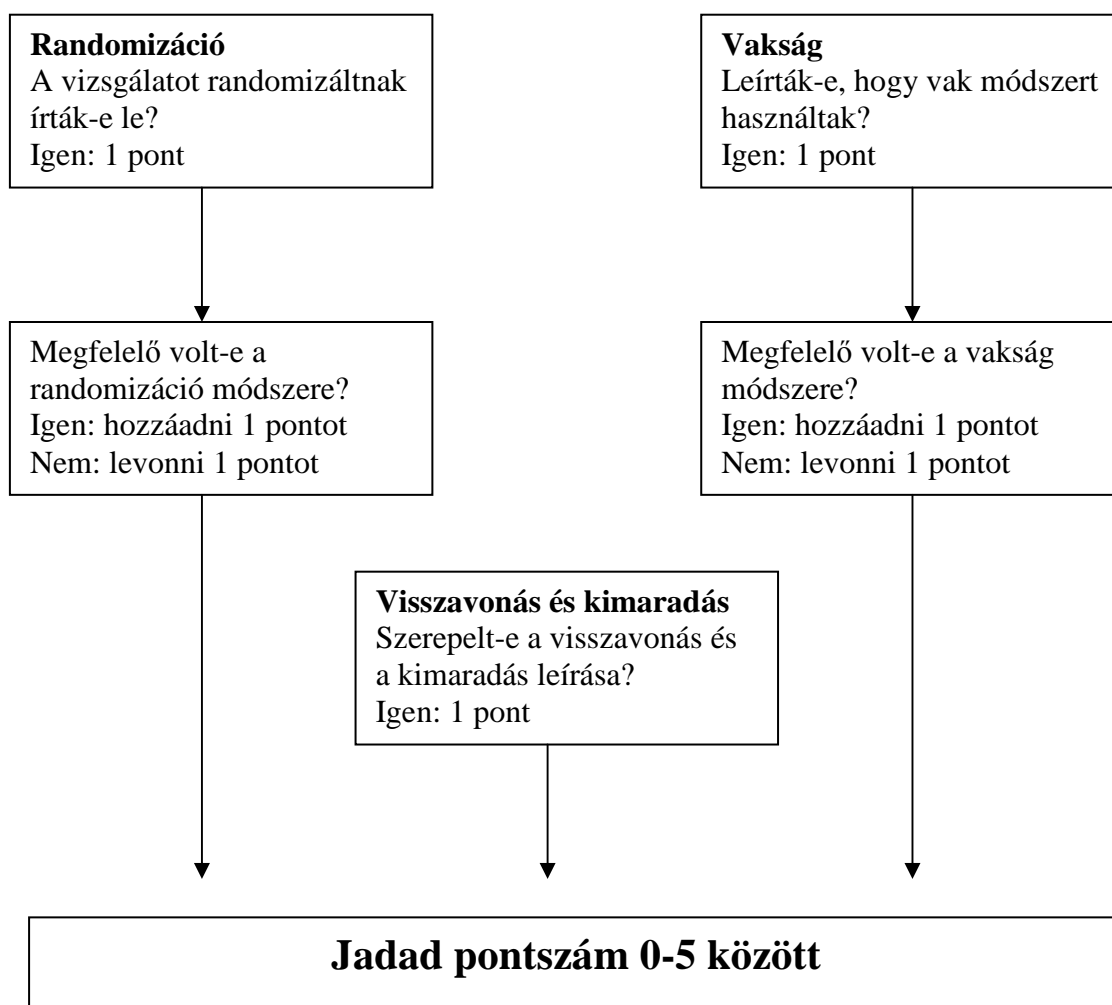 Randomizáció
A vizsgálatot randomizáltnak
írták-e le?
Igen: 1 pont
Vakság
Leírták-e, hogy vak módszert
használtak?
Igen: 1 pont
Megfelelő volt-e a
randomizáció módszere?
Igen: hozzáadni 1 pontot
Nem: levonni 1 pontot
Megfelelő volt-e a vakság
módszere?
Igen: hozzáadni 1 pontot
Nem: levonni 1 pontot
Visszavonás és kimaradás
Szerepelt-e a visszavonás és
a kimaradás leírása?
Igen: 1 pont
Jadad pontszám 0-5 között